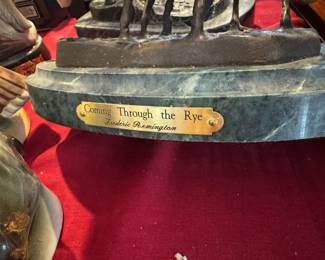 Coming Through the Rye
Frederic Remington